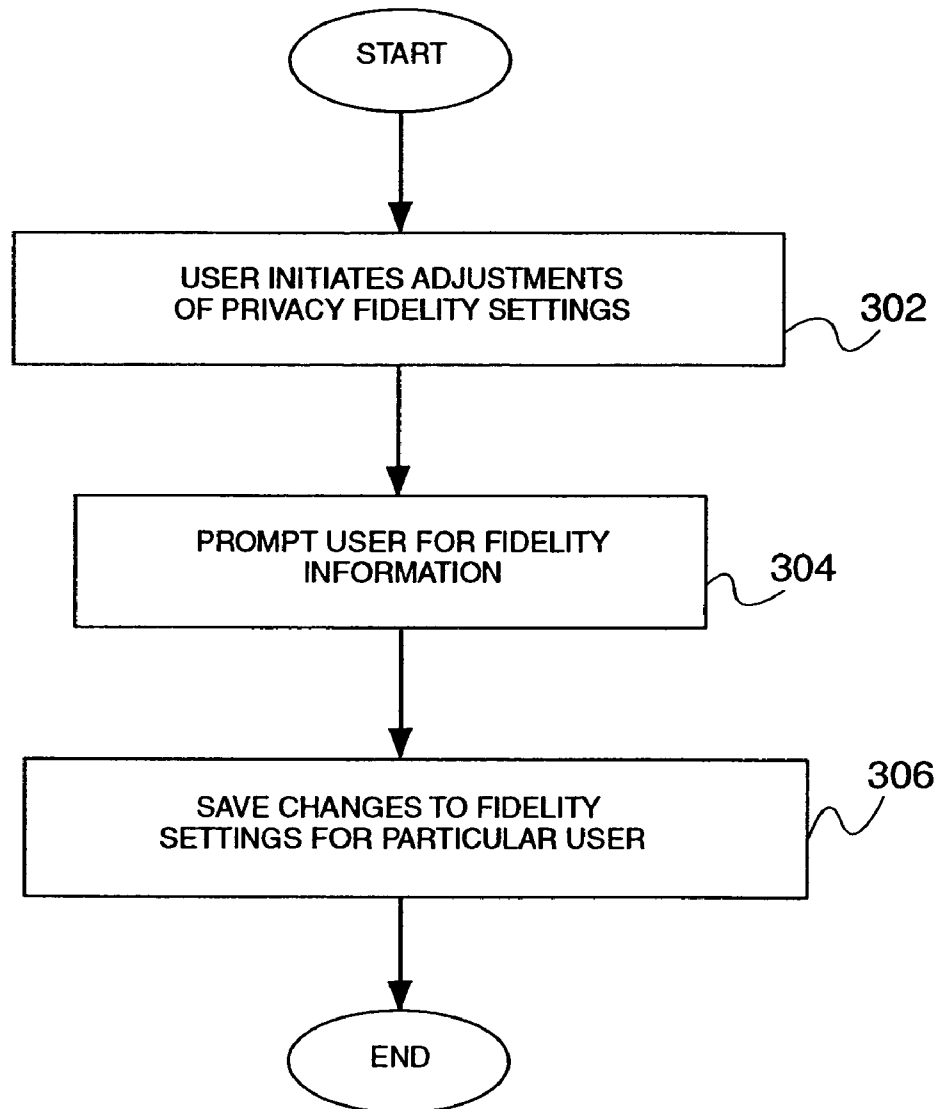 START
USER INITIATES ADJUSTMENTS
OF PRIVACY FIDELITY SETTINGS
302
PROMPT USER FOR FIDELITY
INFORMATION
304
SAVE CHANGES TO FIDELITY
SETTINGS FOR PARTICULAR USER
306
END